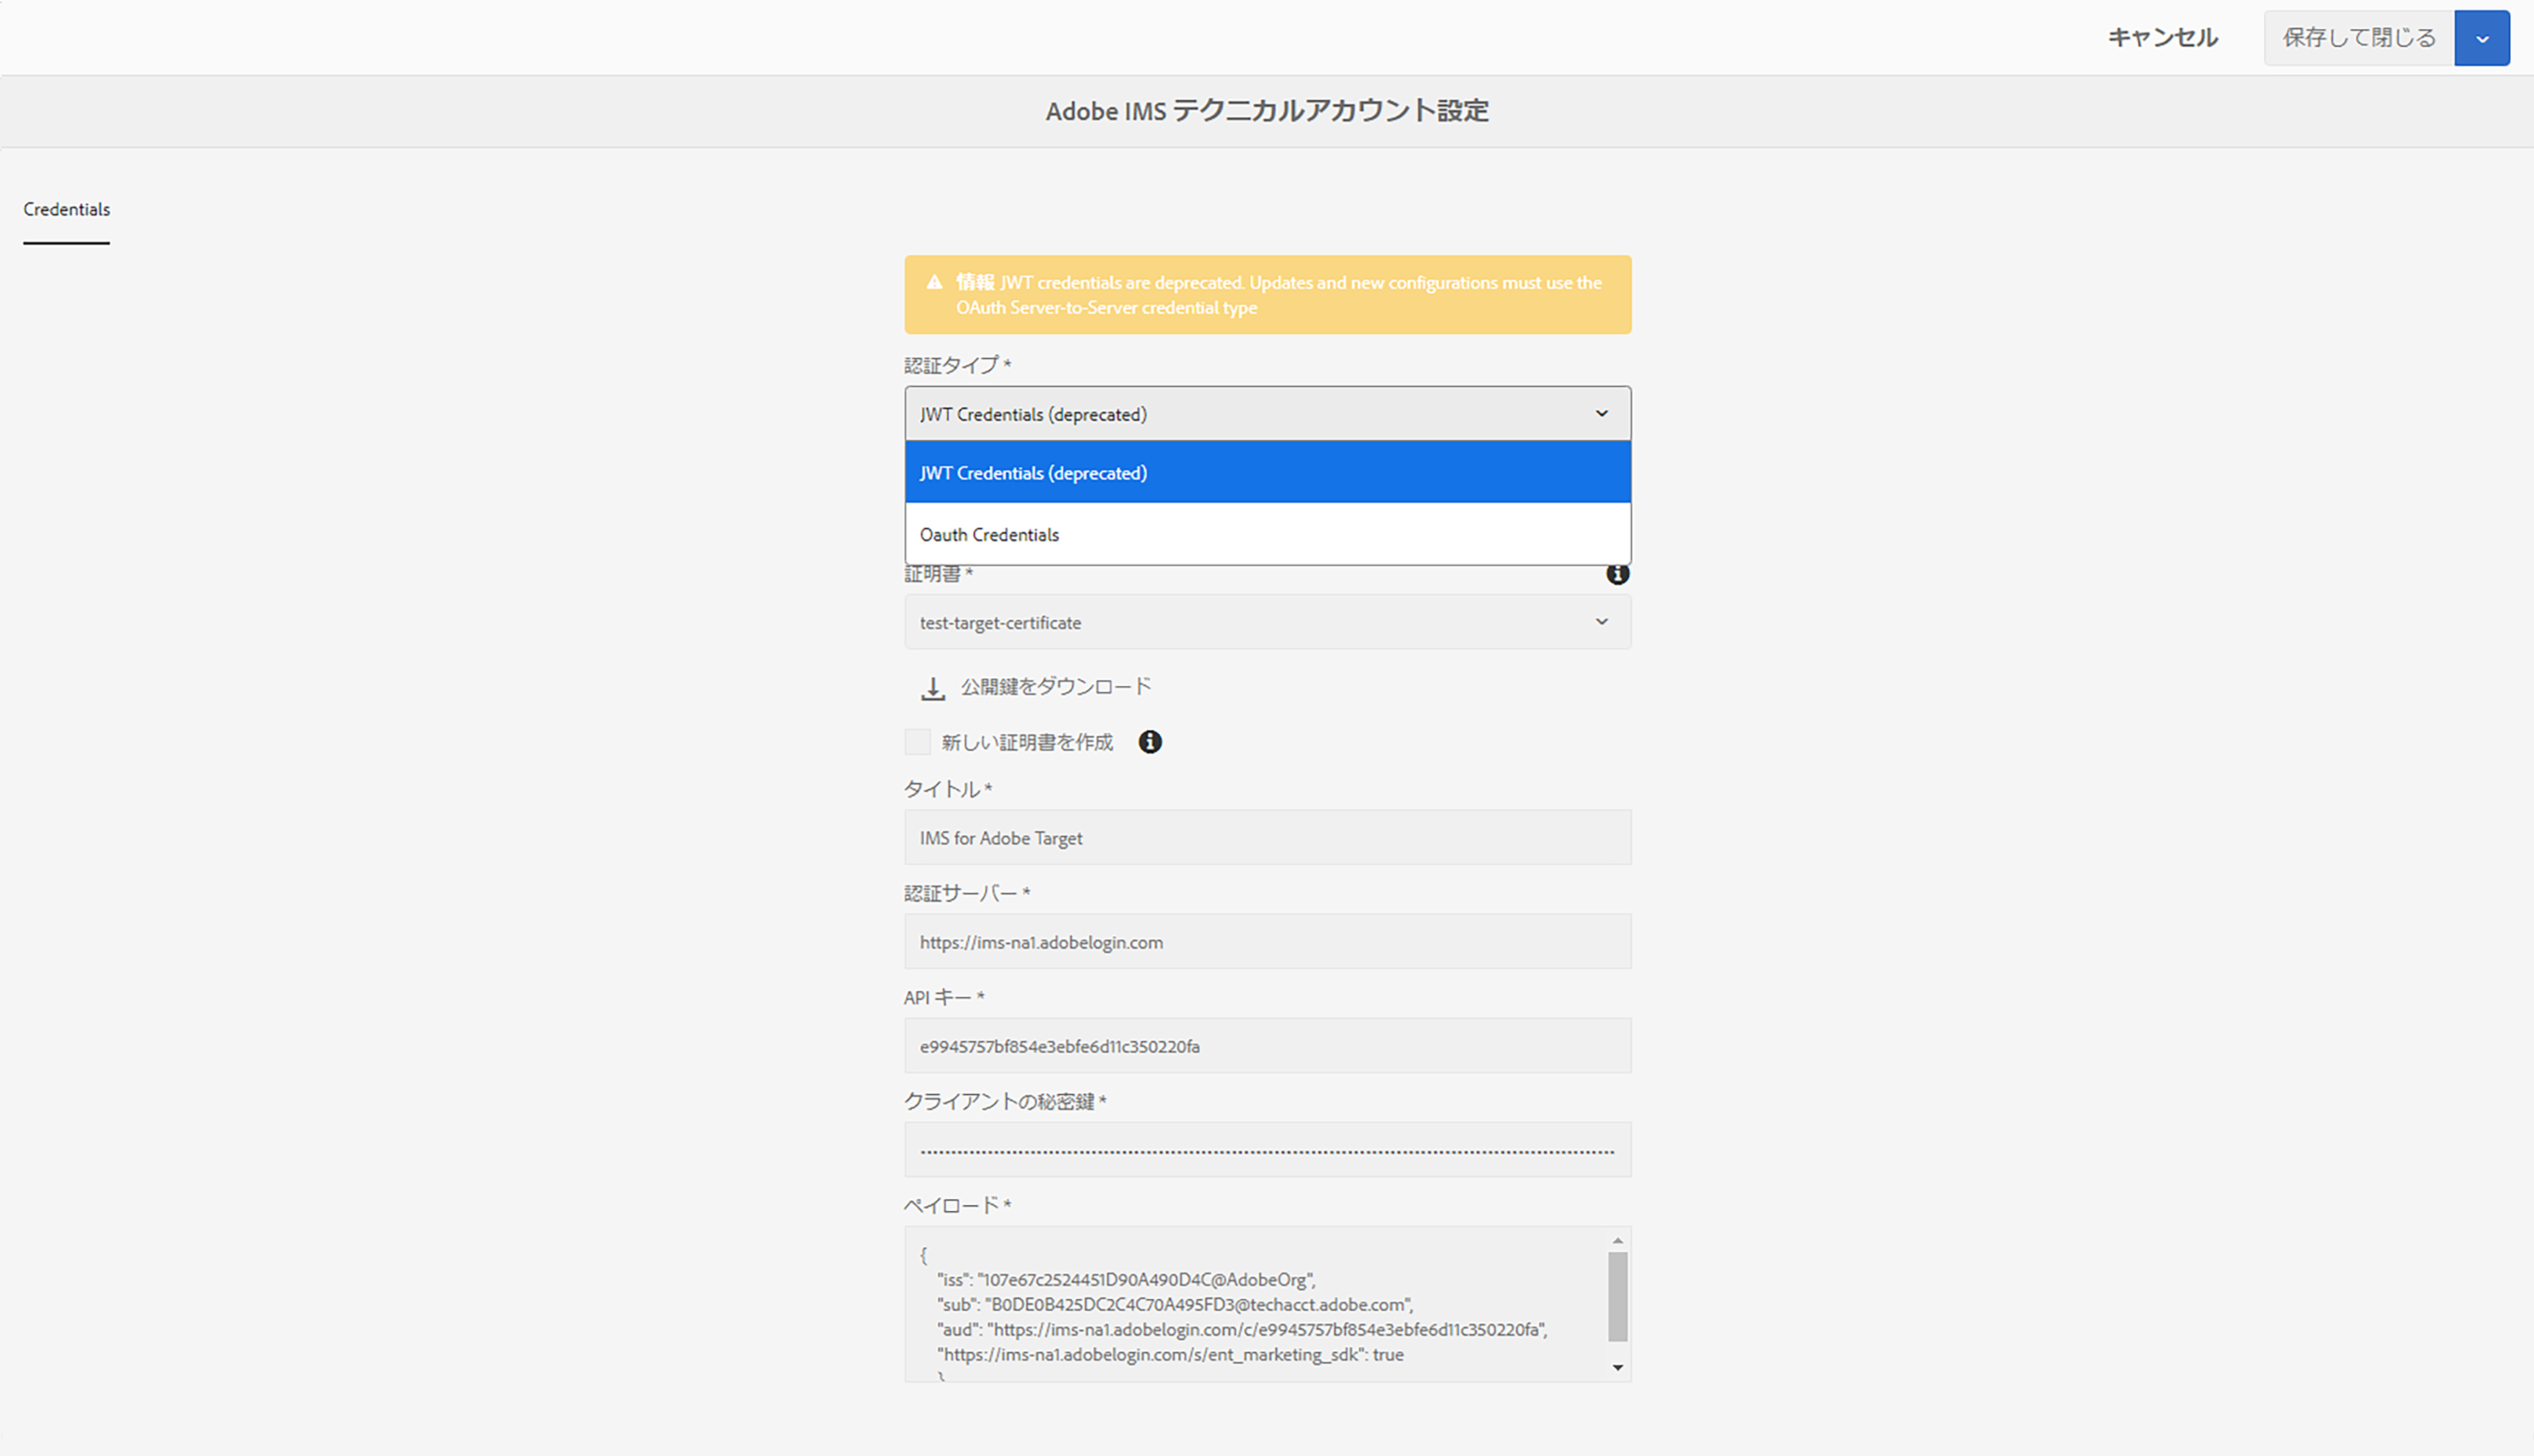 キャンセル
保存して閉じる
Adobe IMS テクニカルアカウント設定
Credentials
情報 JWT credentials are deprecated. Updates and new configurations must use the
OAuth Server-to-Server credential type
認証タイプ *
JWT Credentials (deprecated)
JWT Credentials (deprecated)
Oauth Credentials
証明書 *
test-target-certificate
公開鍵をダウンロード
新しい証明書を作成
タイトル *
IMS for Adobe Target
認証サーバー *
https://ims-na1.adobelogin.com
API キー *
e9945757bf854e3ebfe6d11c350220fa
クライアントの秘密鍵 *
ペイロード *
{
"iss": "107e67c2524451D90A490D4C@AdobeOrg",
"sub": "B0DE0B425DC2C4C70A495FD3@techacct.adobe.com",
"aud": "https://ims-na1.adobelogin.com/c/e9945757bf854e3ebfe6d11c350220fa",
"https://ims-na1.adobelogin.com/s/ent_marketing_sdk": true
}